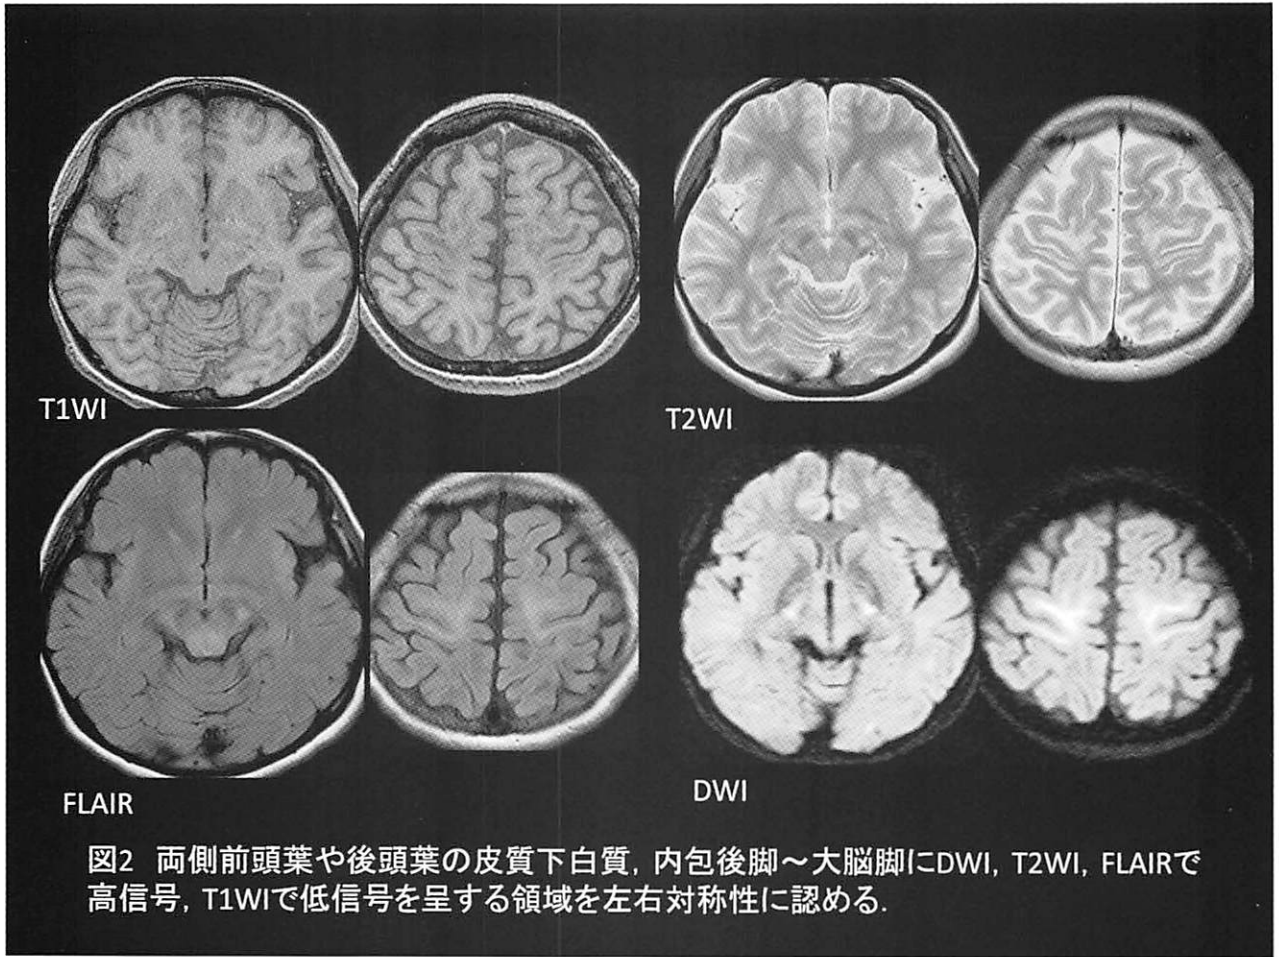 T1WI
T2WI
FLAIR
DWI
図2　両側前頭葉や後頭葉の皮質下白質, 内包後脚～大脳脚にDWI, T2WI, FLAIRで
高信号, T1WIで低信号を呈する領域を左右対称性に認める.